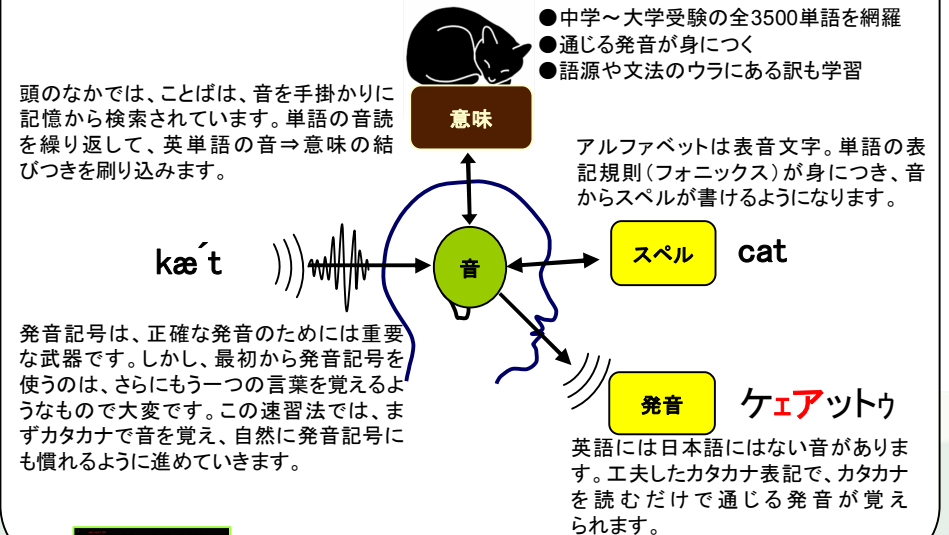 ●中学～大学受験の全3500単語を網羅
●通じる発音が身につく
●語源や文法のウラにある訳も学習
頭のなかでは、ことばは、音を手掛かりに
記憶から検索されています。単語の音読
を繰り返して、英単語の音⇒意味の結
びつきを刷り込みます。
意味
アルファベットは表音文字。単語の表
記規則（フォニックス）が身につき、音
からスペルが書けるようになります。
kæ´t
音
スペル
cat
発音記号は、正確な発音のためには重要
な武器です。しかし、最初から発音記号を
使うのは、さらにもう一つの言葉を覚えるよ
うなもので大変です。この速習法では、ま
ずカタカナで音を覚え、自然に発音記号に
も慣れるように進めていきます。
発音
ケェアットゥ
英語には日本語にはない音がありま
す。工夫したカタカナ表記で、カタカナ
を読むだけで通じる発音が覚え
られます。